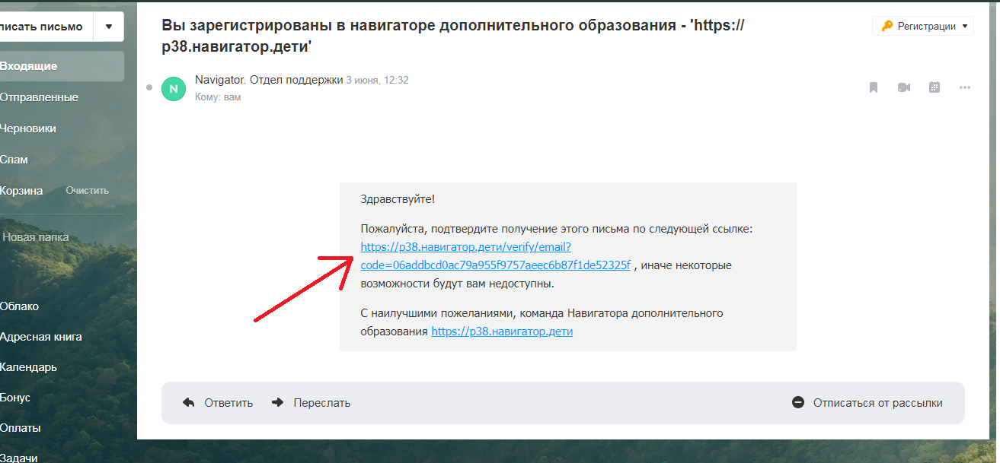 писать письмо
Входящие
Отправленные
Черновики
Спам
Корзина Очистить
Новая папка
Облако
Адресная книга
Календарь
Бонус
Оплаты
Задачи
Вы зарегистрированы в навигаторе дополнительного образования - 'https://
р38.навигатор.дети'
Регистрации
N
Navigator. Отдел поддержки 3 июня, 12:32
Кому: вам
Здравствуйте!
Пожалуйста, подтвердите получение этого письма по следующей ссылке:
https://р38.навигатор.дети/verify/email?
code=06addbcd0ac79a955f9757aeec6b87f1de52325f , иначе некоторые
возможности будут вам недоступны.
С наилучшими пожеланиями, команда Навигатора дополнительного
образования https://р38.навигатор.дети
Ответить Переслать Отписаться от рассылки